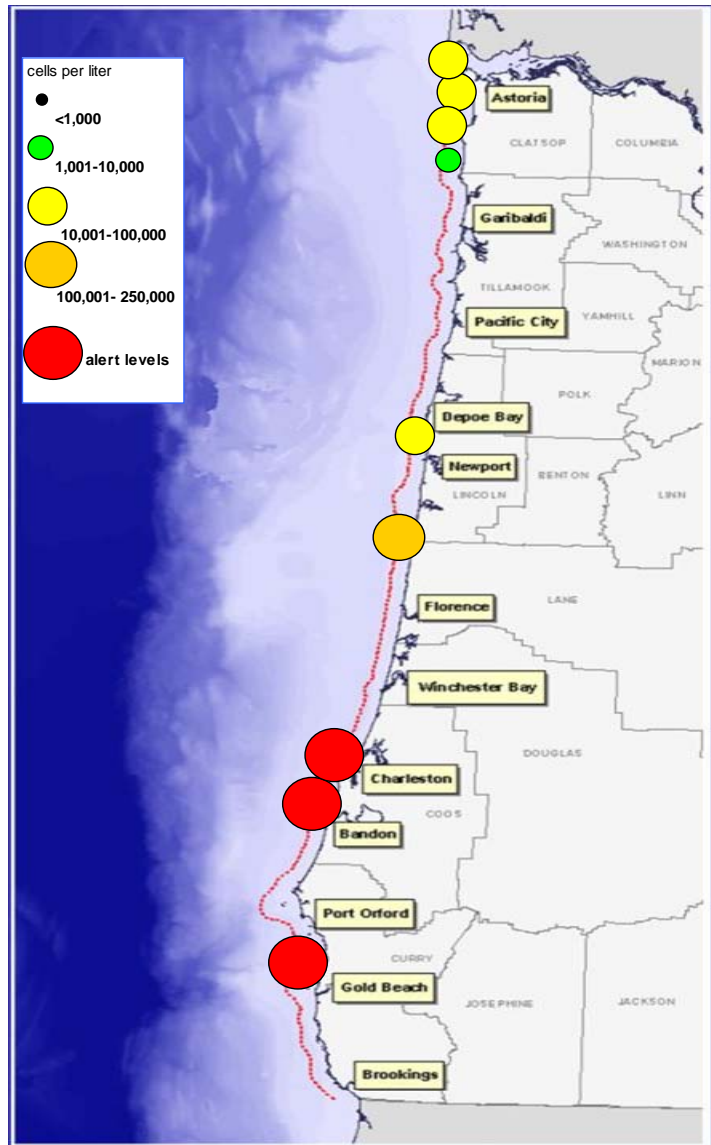 cells per liter
<1,000
1,001-10,000
10,001-100,000
100,001- 250,000
alert levels
Astoria
CLATSOP
COLUMBIA
Garibaldi
WASHINGTON
TILLAMOOK
Pacific City
YAMHILL
MARION
POLK
Depoe Bay
Newport
BENTON
LINCOLN
LINN
Florence
LANE
Winchester Bay
DOUGLAS
Charleston
COOS
Bandon
Port Orford
CURRY
Gold Beach
JOSEPHINE
JACKSON
Brookings